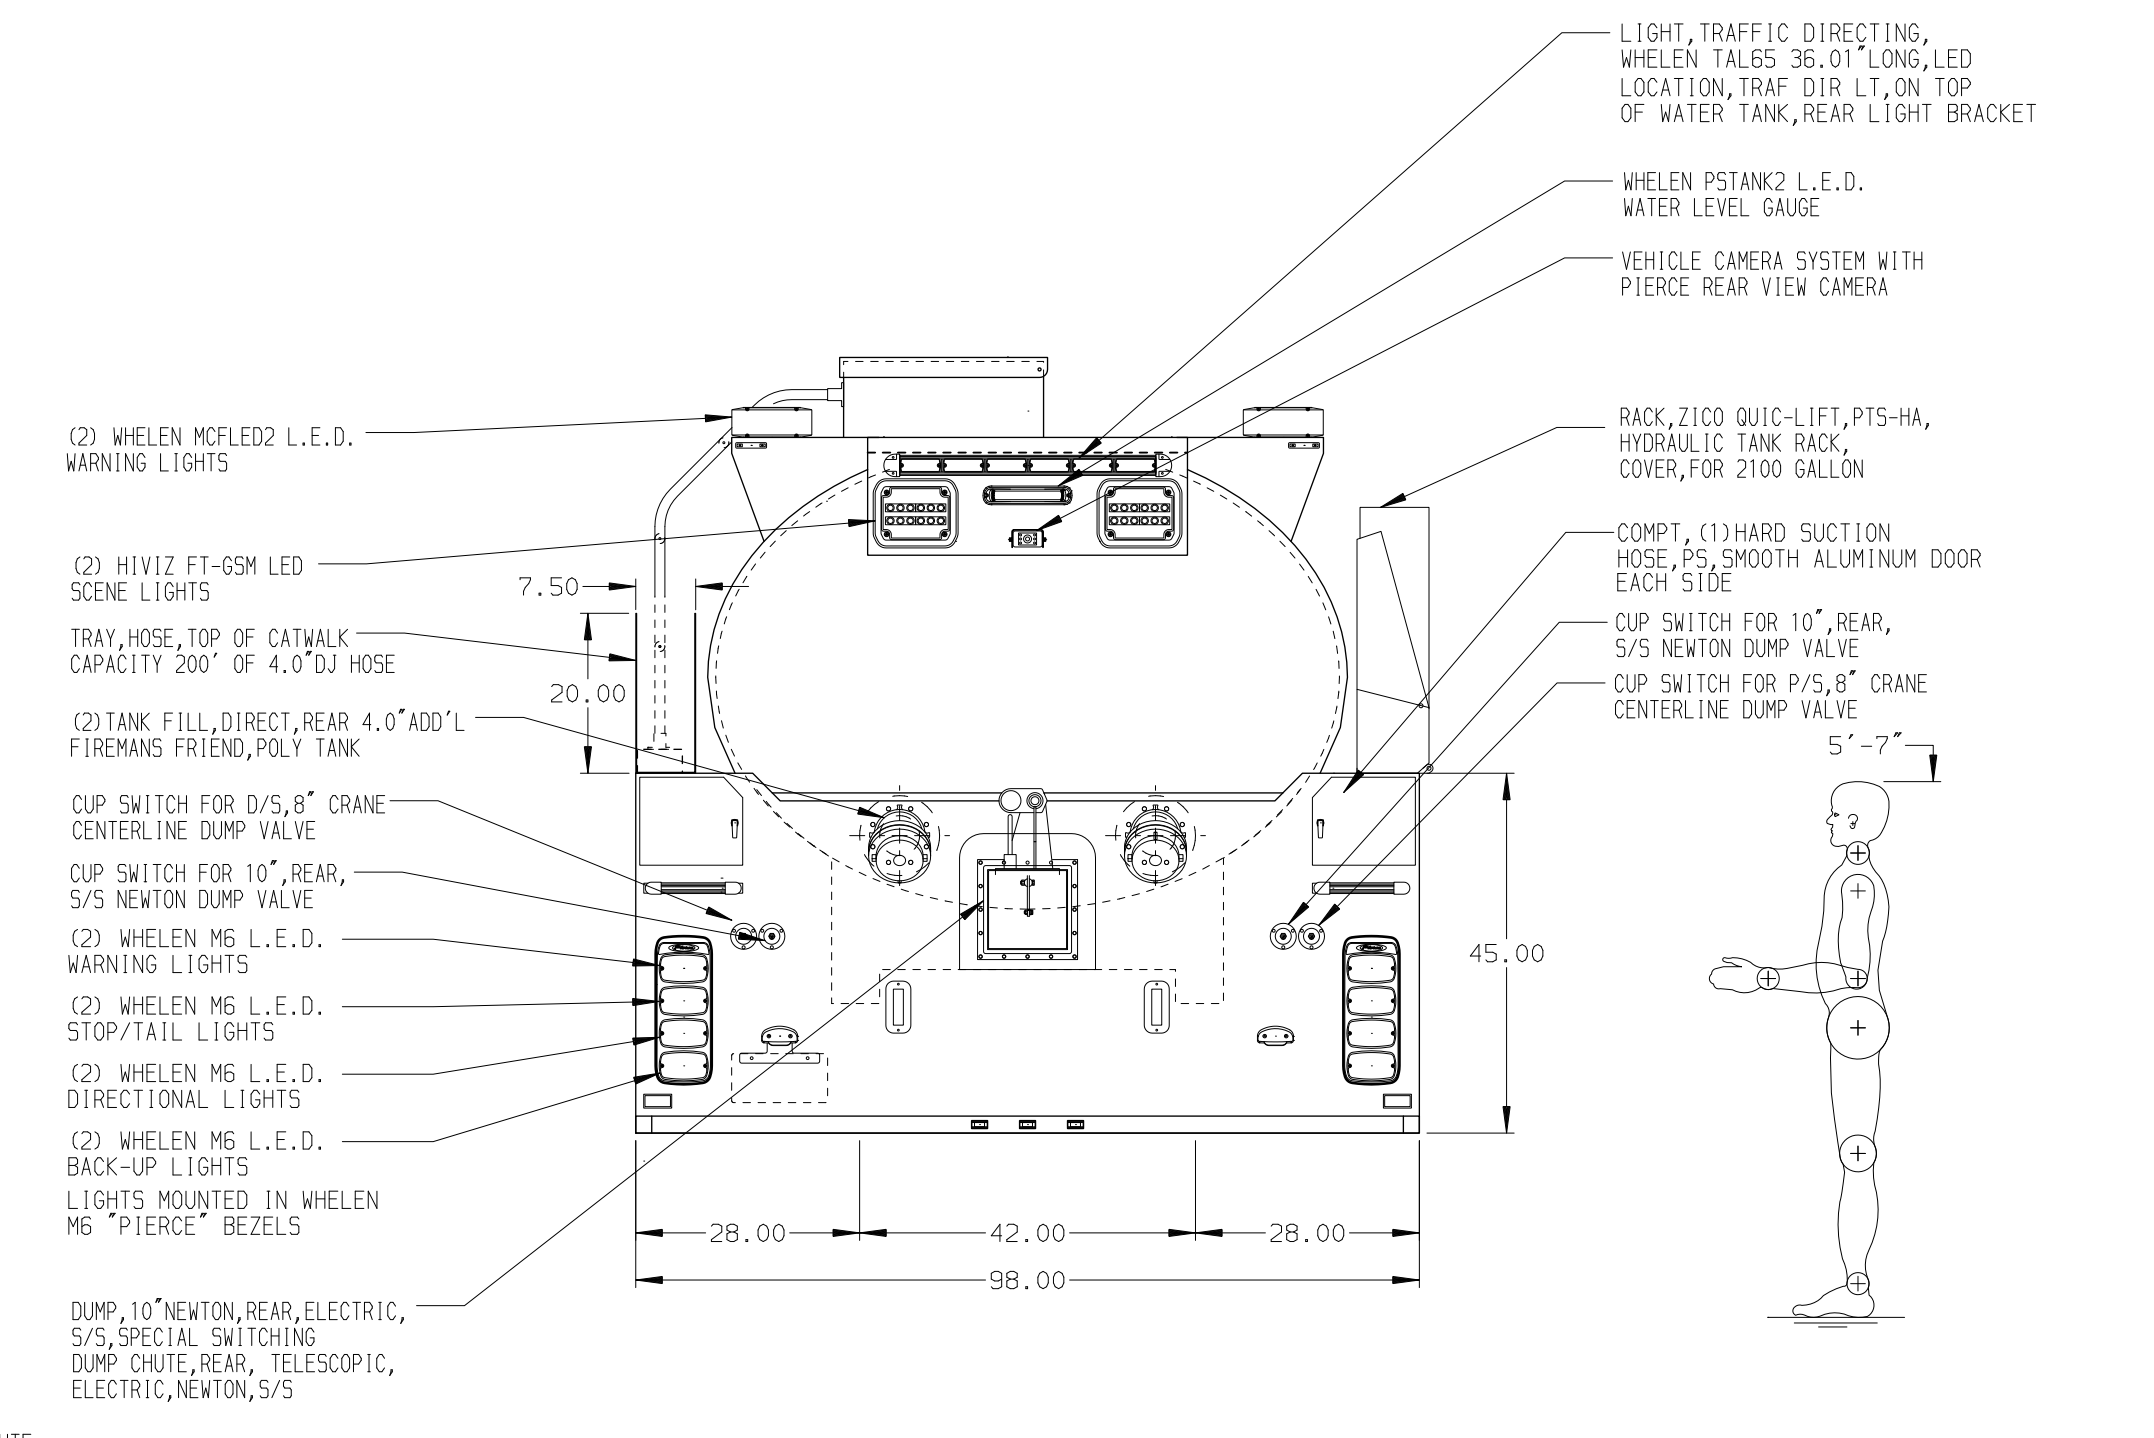 LIGHT,TRAFFIC DIRECTING,
WHELEN TAL65 36.01"LONG,LED
LOCATION,TRAF DIR LT,ON TOP
OF WATER TANK,REAR LIGHT BRACKET
WHELEN PSTANK2 L.E.D.
WATER LEVEL GAUGE
VEHICLE CAMERA SYSTEM WITH
PIERCE REAR VIEW CAMERA
RACK,ZICO QUIC-LIFT,PTS-HA,
HYDRAULIC TANK RACK,
COVER,FOR 2100 GALLON
COMPT,(1)HARD SUCTION
HOSE,PS,SMOOTH ALUMINUM DOOR
EACH SIDE
CUP SWITCH FOR 10",REAR,
S/S NEWTON DUMP VALVE
CUP SWITCH FOR P/S,8" CRANE
CENTERLINE DUMP VALVE
5'-7"
(2) WHELEN MCFLED2 L.E.D.
WARNING LIGHTS
(2) HIVIZ FT-GSM LED
SCENE LIGHTS
TRAY,HOSE,TOP OF CATWALK
CAPACITY 200' OF 4.0"DJ HOSE
(2)TANK FILL,DIRECT,REAR 4.0"ADD'L
FIREMANS FRIEND,POLY TANK
CUP SWITCH FOR D/S,8" CRANE
CENTERLINE DUMP VALVE
CUP SWITCH FOR 10",REAR,
S/S NEWTON DUMP VALVE
(2) WHELEN M6 L.E.D.
WARNING LIGHTS
(2) WHELEN M6 L.E.D.
STOP/TAIL LIGHTS
(2) WHELEN M6 L.E.D.
DIRECTIONAL LIGHTS
(2) WHELEN M6 L.E.D.
BACK-UP LIGHTS
LIGHTS MOUNTED IN WHELEN
M6 "PIERCE" BEZELS
DUMP,10"NEWTON,REAR,ELECTRIC,
S/S,SPECIAL SWITCHING
DUMP CHUTE,REAR, TELESCOPIC,
ELECTRIC,NEWTON,S/S
7.50
20.00
45.00
28.00
42.00
28.00
98.00